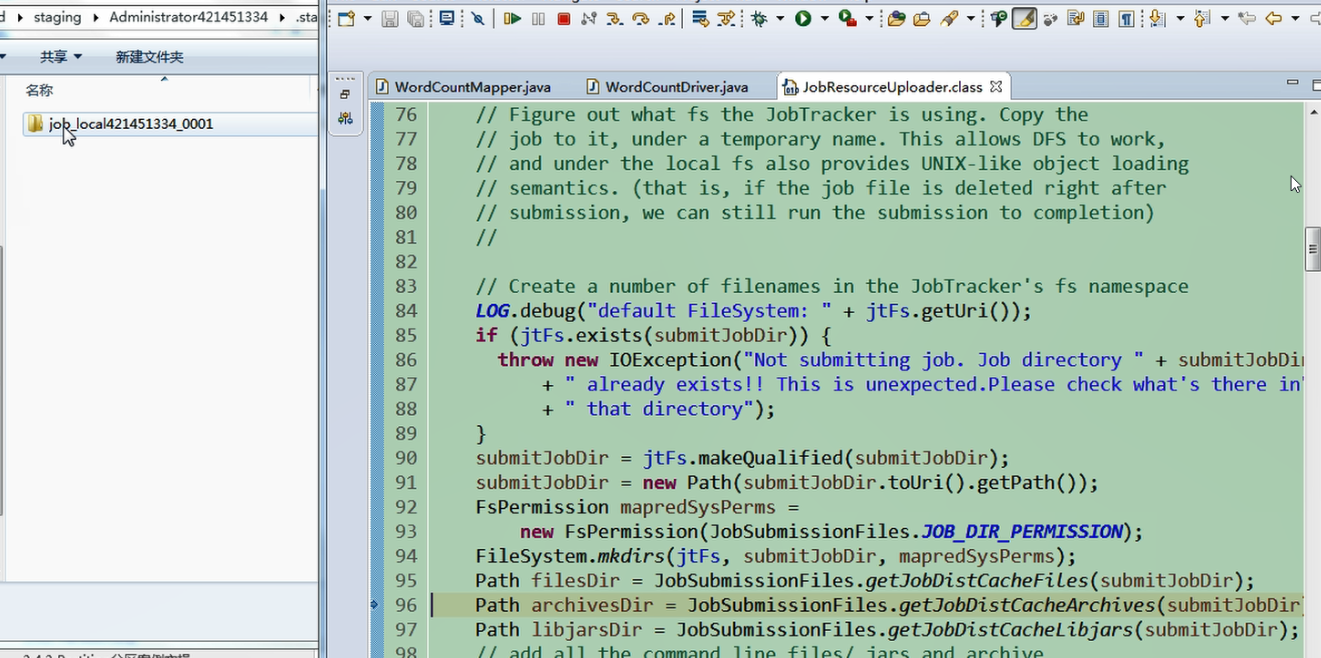 d ▸ staging ▸ Administrator421451334 ▸ .sta
共享 ▼ 新建文件夹
名称
job_local421451334_0001
WordCountMapper.java WordCountDriver.java JobResourceUploader.class
76 // Figure out what fs the JobTracker is using. Copy the
77 // job to it, under a temporary name. This allows DFS to work,
78 // and under the local fs also provides UNIX-like object loading
79 // semantics. (that is, if the job file is deleted right after
80 // submission, we can still run the submission to completion)
81 //
82
83 // Create a number of filenames in the JobTracker's fs namespace
84 LOG.debug("default FileSystem: " + jtFs.getUri());
85 if (jtFs.exists(submitJobDir)) {
86 throw new IOException("Not submitting job. Job directory " + submitJobDi
87 + " already exists!! This is unexpected.Please check what's there in
88 + " that directory");
89 }
90 submitJobDir = jtFs.makeQualified(submitJobDir);
91 submitJobDir = new Path(submitJobDir.toUri().getPath());
92 FsPermission mapredSysPerms =
93 new FsPermission(JobSubmissionFiles.JOB_DIR_PERMISSION);
94 FileSystem.mkdirs(jtFs, submitJobDir, mapredSysPerms);
95 Path filesDir = JobSubmissionFiles.getJobDistCacheFiles(submitJobDir);
96 Path archivesDir = JobSubmissionFiles.getJobDistCacheArchives(submitJobDir
97 Path libjarsDir = JobSubmissionFiles.getJobDistCacheLibjars(submitJobDir);
98 // add all the command line files/ jars and archive